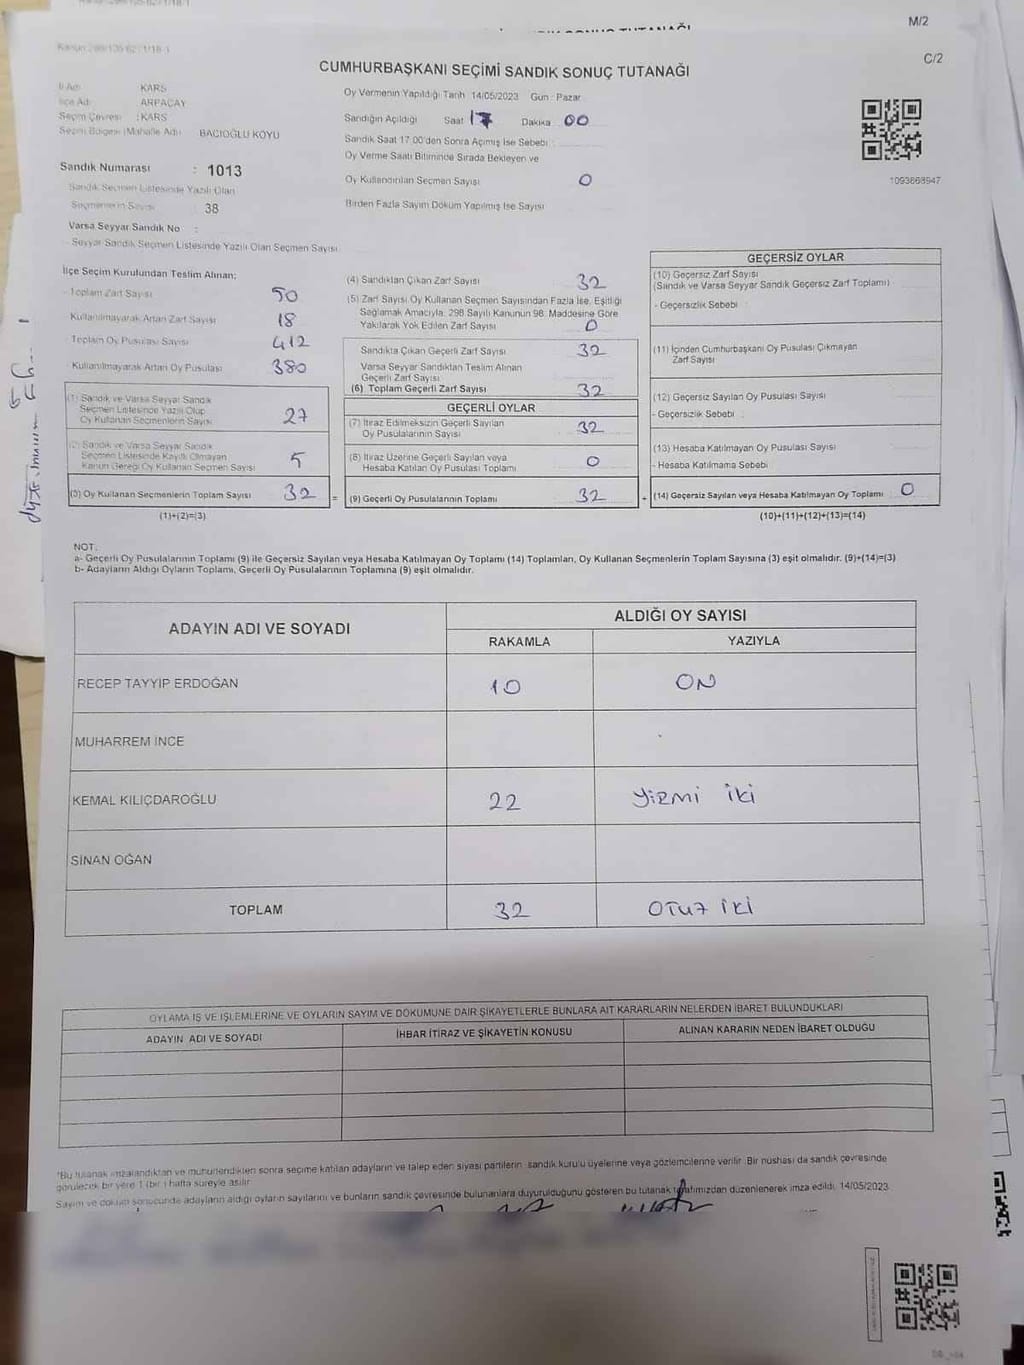 M/2
C/2
CUMHURBAŞKANI SEÇİMİ SANDIK SONUÇ TUTANAĞI
İl Adı KARS
İlçe Adı ARPAÇAY
Seçim Çevresi : KARS
Seçim Bölgesi (Mahalle Adı) BACIOĞLU KOYU
Sandık Numarası : 1013
Sandık Seçmen Listesinde Yazılı Olan
Seçmenlerin Sayısı 38
Varsa Seyyar Sandık No :
- Seyyar Sandık Seçmen Listesinde Yazılı Olan Seçmen Sayısı
Oy Vermenin Yapıldığı Tarih 14/05/2023 Gün : Pazar
Sandığın Açıldığı Saat 17 Dakika 00
Sandık Saat 17.00'den Sonra Açılmış İse Sebebi :
Oy Verme Saati Bitiminde Sırada Bekleyen ve
Oy Kullandırılan Seçmen Sayısı 0
Birden Fazla Sayım Döküm Yapılmış İse Sayısı
1093668947
İlçe Seçim Kurulundan Teslim Alınan;
- Toplam Zarf Sayısı 50
Kullanılmayarak Artan Zarf Sayısı 18
- Toplam Oy Pusulası Sayısı 412
Kullanılmayarak Artan Oy Pusulası 380
(1) Sandık ve Varsa Seyyar Sandık
Seçmen Listesinde Yazılı Olup
Oy Kullanan Seçmenlerin Sayısı 27
(2) Sandık ve Varsa Seyyar Sandık
Seçmen Listesinde Kayıtlı Olmayan
Kanun Gereği Oy Kullanan Seçmen Sayısı 5
(3) Oy Kullanan Seçmenlerin Toplam Sayısı 32 =
(1)+(2)=(3)
(4) Sandıktan Çıkan Zarf Sayısı 32
(5) Zarf Sayısı Oy Kullanan Seçmen Sayısından Fazla İse, Eşitliği
Sağlamak Amacıyla; 298 Sayılı Kanunun 98. Maddesine Göre
Yakılarak Yok Edilen Zarf Sayısı 0
Sandıkta Çıkan Geçerli Zarf Sayısı 32
Varsa Seyyar Sandıktan Teslim Alınan
Geçerli Zarf Sayısı
(6) Toplam Geçerli Zarf Sayısı 32
GEÇERLİ OYLAR
(7) İtiraz Edilmeksizin Geçerli Sayılan
Oy Pusulalarının Sayısı 32
(8) İtiraz Üzerine Geçerli Sayılan veya
Hesaba Katılan Oy Pusulası Toplamı 0
(9) Geçerli Oy Pusulalarının Toplamı 32 +
GEÇERSİZ OYLAR
(10) Geçersiz Zarf Sayısı
(Sandık ve Varsa Seyyar Sandık Geçersiz Zarf Toplamı)
- Geçersizlik Sebebi :
(11) İçinden Cumhurbaşkanı Oy Pusulası Çıkmayan
Zarf Sayısı
(12) Geçersiz Sayılan Oy Pusulası Sayısı
- Geçersizlik Sebebi :
(13) Hesaba Katılmayan Oy Pusulası Sayısı
- Hesaba Katılmama Sebebi
(14) Geçersiz Sayılan veya Hesaba Katılmayan Oy Toplamı 0
(10)+(11)+(12)+(13)=(14)
NOT:
a- Geçerli Oy Pusulalarının Toplamı (9) ile Geçersiz Sayılan veya Hesaba Katılmayan Oy Toplamı (14) Toplamları, Oy Kullanan Seçmenlerin Toplam Sayısına (3) eşit olmalıdır. (9)+(14)=(3)
b- Adayların Aldığı Oyların Toplamı, Geçerli Oy Pusulalarının Toplamına (9) eşit olmalıdır.
ADAYIN ADI VE SOYADI ALDIĞI OY SAYISI
RAKAMLA YAZIYLA
RECEP TAYYİP ERDOĞAN 10 ON
MUHARREM İNCE
KEMAL KILIÇDAROĞLU 22 yirmi iki
SİNAN OĞAN
TOPLAM 32 OTUZ İKİ
OYLAMA İŞ VE İŞLEMLERİNE VE OYLARIN SAYIM VE DÖKÜMÜNE DAİR ŞİKAYETLERLE BUNLARA AİT KARARLARIN NELERDEN İBARET BULUNDUKLARI
ADAYIN ADI VE SOYADI İHBAR İTİRAZ VE ŞİKAYETİN KONUSU ALINAN KARARIN NEDEN İBARET OLDUĞU
*Bu tutanak imzalandıktan ve mühürlendikten sonra seçime katılan adayların ve talep eden siyasi partilerin sandık kurulu üyelerine veya gözlemcilerine verilir. Bir nüshası da sandık çevresinde
görülecek bir yere 1 (bir) hafta süreyle asılır.
Sayım ve döküm sonucunda adayların aldığı oyların sayılarını ve bunların sandık çevresinde bulunanlara duyurulduğunu gösteren bu tutanak tarafımızdan düzenlenerek imza edildi. 14/05/2023